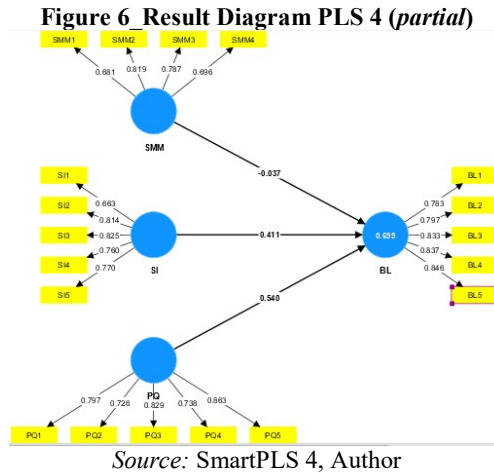 Figure 6_Result Diagram PLS 4 (partial)
SMM1 SMM2 SMM3 SMM4
0.681 0.819 0.787 0.696
SMM
-0.037
SI1
SI2
SI3
SI4
SI5
0.663
0.814
0.825
0.760
0.770
SI
0.411
0.699
BL
0.783
0.797
0.833
0.837
0.846
BL1
BL2
BL3
BL4
BL5
0.540
PQ
0.797 0.726 0.829 0.738 0.863
PQ1 PQ2 PQ3 PQ4 PQ5
Source: SmartPLS 4, Author